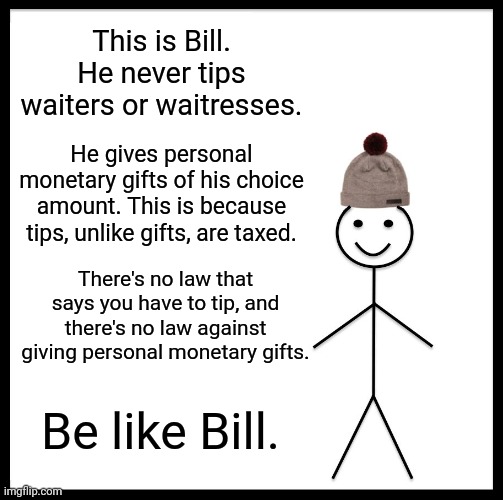 This is Bill.
He never tips
waiters or waitresses.
He gives personal
monetary gifts of his choice
amount. This is because
tips, unlike gifts, are taxed.
There's no law that
says you have to tip, and
there's no law against
giving personal monetary gifts.
Be like Bill.
imgflip.com